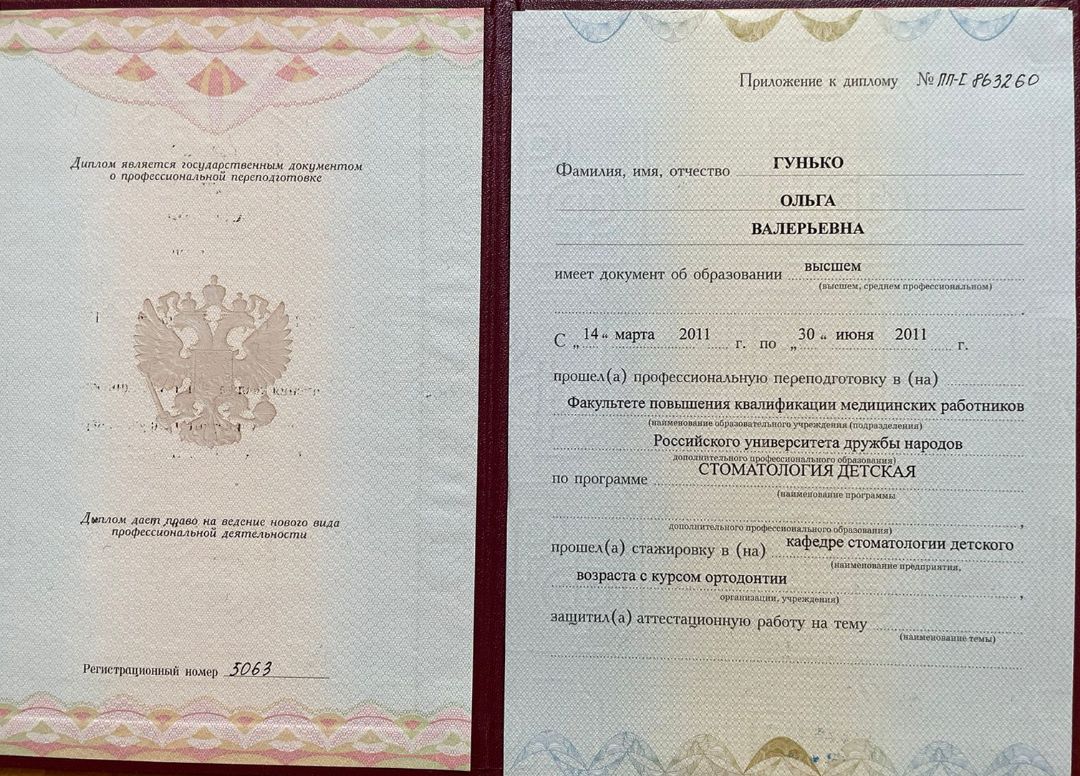 Диплом является государственным документом
о профессиональной переподготовке
Диплом дает право на ведение нового вида
профессиональной деятельности
Регистрационный номер 5063
Приложение к диплому № ПП-I 863260
Фамилия, имя, отчество ГУНЬКО
ОЛЬГА
ВАЛЕРЬЕВНА
имеет документ об образовании высшем
(высшем, среднем профессиональном)
С „ 14 “ марта 2011 г. по „ 30 “ июня 2011 г.
прошел(а) профессиональную переподготовку в (на)
Факультете повышения квалификации медицинских работников
(наименование образовательного учреждения (подразделения)
Российского университета дружбы народов
дополнительного профессионального образования)
по программе СТОМАТОЛОГИЯ ДЕТСКАЯ
(наименование программы
дополнительного профессионального образования)
прошел(а) стажировку в (на) кафедре стоматологии детского
(наименование предприятия,
возраста с курсом ортодонтии
организации, учреждения)
защитил(а) аттестационную работу на тему
(наименование темы)